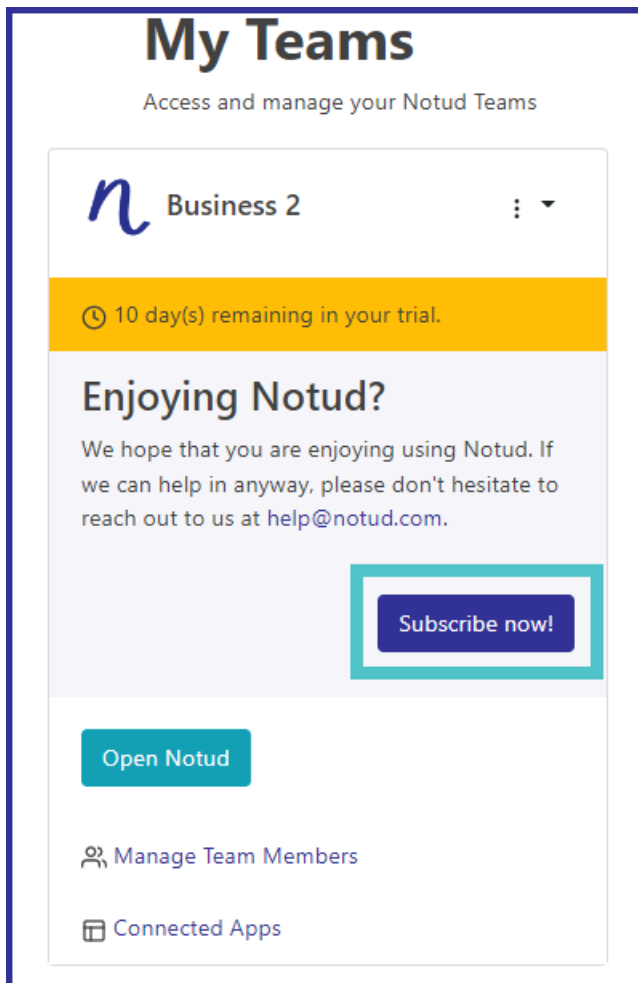 My Teams
Access and manage your Notud Teams
n Business 2
10 day(s) remaining in your trial.
Enjoying Notud?
We hope that you are enjoying using Notud. If
we can help in anyway, please don't hesitate to
reach out to us at help@notud.com.
Subscribe now!
Open Notud
Manage Team Members
Connected Apps